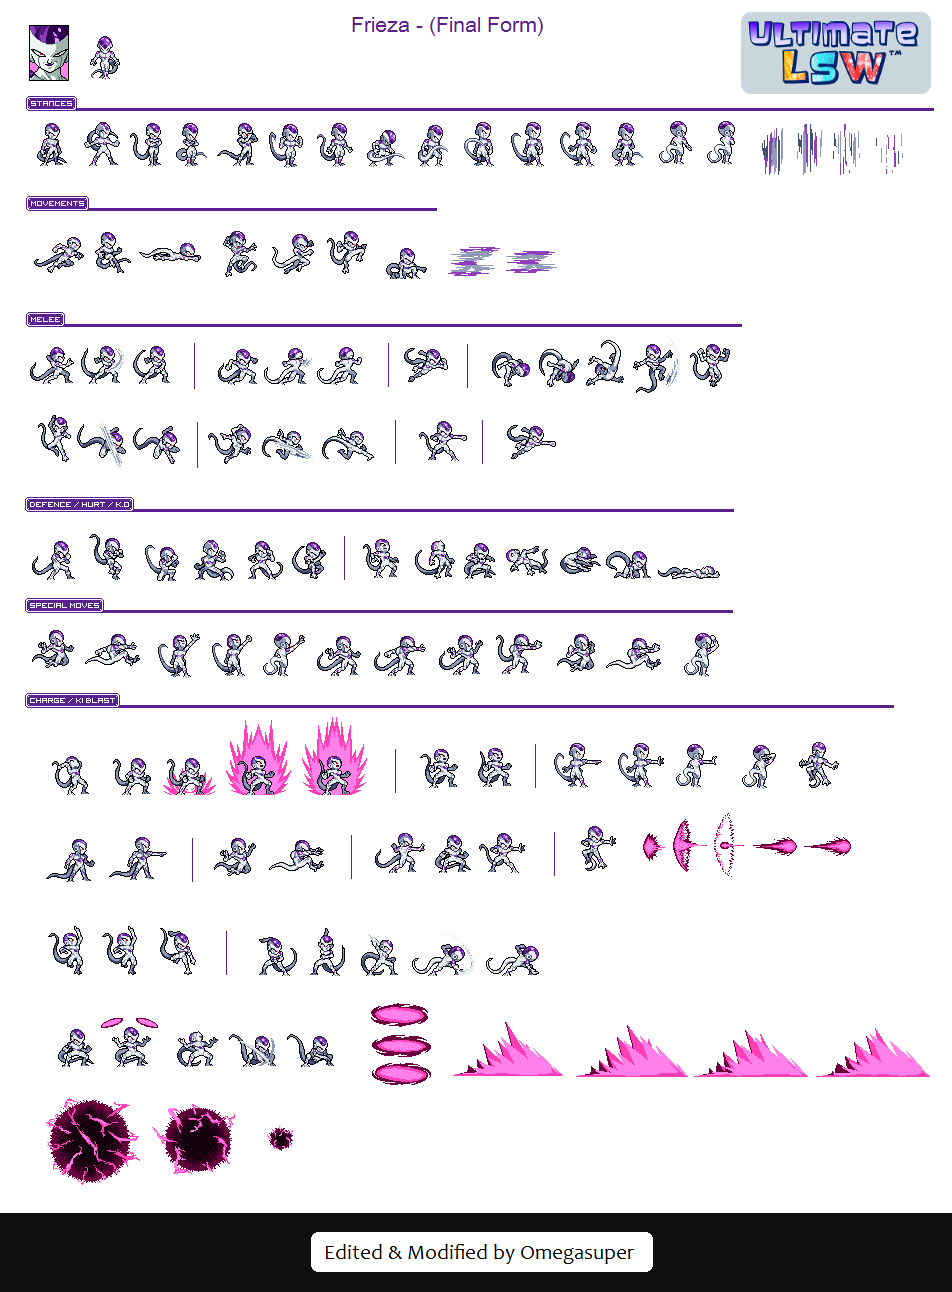 Frieza - (Final Form)
ULTIMATE
LSW™
STANCES
MOVEMENTS
MELEE
DEFENCE / HURT / K.O
SPECIAL MOVES
CHARGE / KI BLAST
Edited & Modified by Omegasuper